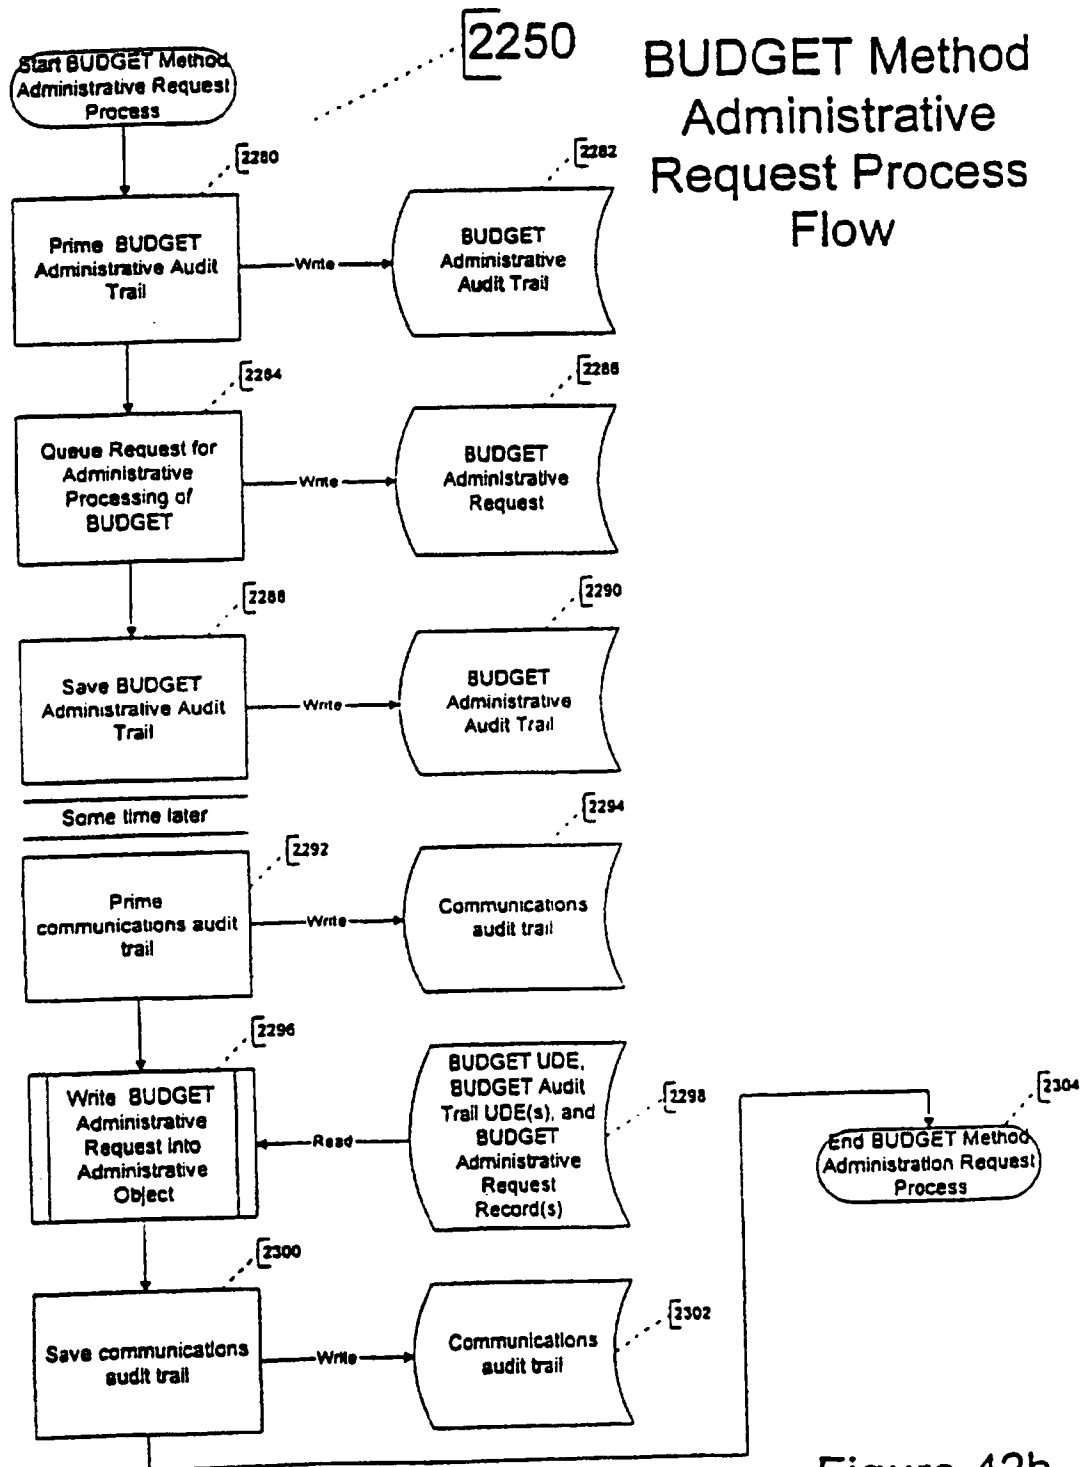 2250
BUDGET Method
Administrative
Request Process
Flow
Start BUDGET Method
Administrative Request
Process
2280
Prime BUDGET
Administrative Audit
Trail
Write
2282
BUDGET
Administrative
Audit Trail
2284
Queue Request for
Administrative
Processing of
BUDGET
Write
2286
BUDGET
Administrative
Request
2288
Save BUDGET
Administrative Audit
Trail
Write
2290
BUDGET
Administrative
Audit Trail
Some time later
2292
Prime
communications audit
trail
Write
2294
Communications
audit trail
2296
Write BUDGET
Administrative
Request into
Administrative
Object
Read
BUDGET UDE,
BUDGET Audit
Trail UDE(s), and
BUDGET
Administrative
Request
Record(s)
2298
2300
Save communications
audit trail
Write
Communications
audit trail
2302
2304
End BUDGET Method
Administration Request
Process
Figure 42b